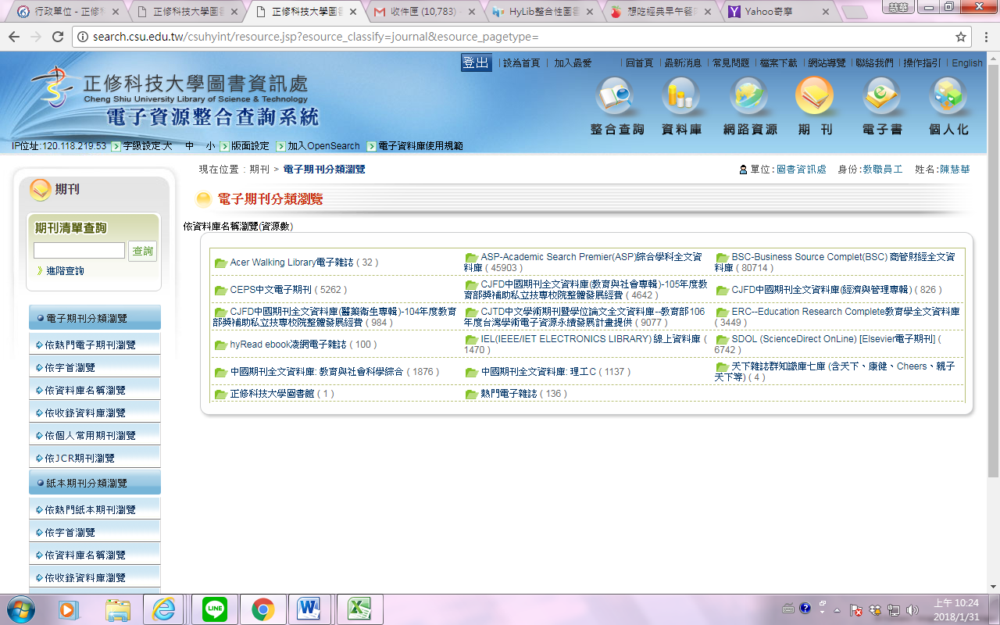 行政單位 - 正修
正修科技大學圖書
正修科技大學圖書
收件匣 (10,783) -
HyLib整合性圖書
想吃經典早午餐
Yahoo奇摩
慧華
search.csu.edu.tw/csuhyint/resource.jsp?esource_classify=journal&esource_pagetype=
登出 | 設為首頁 | 加入最愛 | 回首頁 | 最新消息 | 常見問題 | 檔案下載 | 網站導覽 | 聯絡我們 | 操作指引 | English
正修科技大學圖書資訊處
Cheng Shiu University Library of Science & Technology
電子資源整合查詢系統
整合查詢 資料庫 網路資源 期 刊 電子書 個人化
IP位址:120.118.219.53 字級設定:大 中 小 版面設定 加入OpenSearch 電子資料庫使用規範
現在位置 : 期刊 > 電子期刊分類瀏覽
單位:圖書資訊處 身份:教職員工 姓名:陳慧華
期刊
期刊清單查詢
查詢
進階查詢
電子期刊分類瀏覽
依熱門電子期刊瀏覽
依字首瀏覽
依資料庫名稱瀏覽
依收錄資料庫瀏覽
依個人常用期刊瀏覽
依JCR期刊瀏覽
紙本期刊分類瀏覽
依熱門紙本期刊瀏覽
依字首瀏覽
依資料庫名稱瀏覽
依收錄資料庫瀏覽
電子期刊分類瀏覽
依資料庫名稱瀏覽(資源數)
Acer Walking Library電子雜誌 ( 32 )
ASP-Academic Search Premier(ASP)綜合學科全文資
料庫 ( 45903 )
BSC-Business Source Complet(BSC) 商管財經全文資
料庫 ( 80714 )
CEPS中文電子期刊 ( 5262 )
CJFD中國期刊全文資料庫(教育與社會專輯)-105年度教
育部獎補助私立技專校院整體發展經費 ( 4642 )
CJFD中國期刊全文資料庫(經濟與管理專輯) ( 826 )
CJFD中國期刊全文資料庫(醫藥衛生專輯)-104年度教育
部獎補助私立技專校院整體發展經費 ( 984 )
CJTD中文學術期刊暨學位論文全文資料庫--教育部106
年度台灣學術電子資源永續發展計畫提供 ( 9077 )
ERC--Education Research Complete教育學全文資料庫
( 3449 )
hyRead ebook凌網電子雜誌 ( 100 )
IEL(IEEE/IET ELECTRONICS LIBRARY) 線上資料庫 (
1470 )
SDOL (ScienceDirect OnLine) [Elsevier電子期刊] (
6742 )
中國期刊全文資料庫: 教育與社會科學綜合 ( 1876 )
中國期刊全文資料庫: 理工C ( 1137 )
天下雜誌群知識庫七庫 (含天下、康健、Cheers、親子
天下等) ( 4 )
正修科技大學圖書館 ( 1 )
熱門電子雜誌 ( 136 )
LINE
上午 10:24
2018/1/31